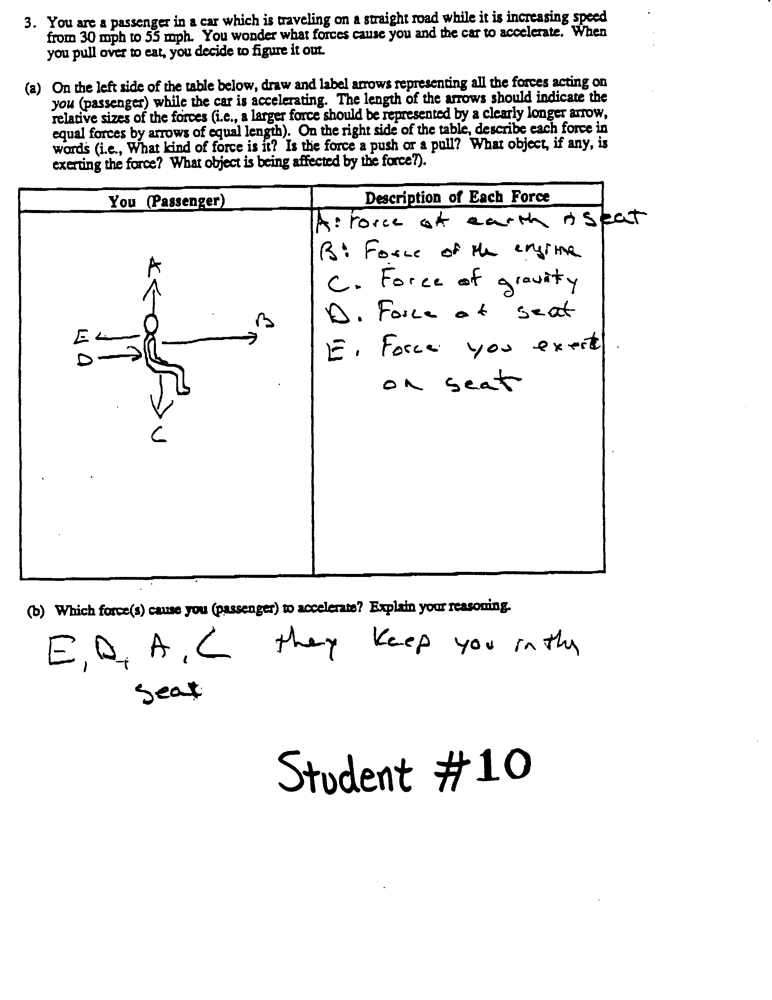 3. You are a passenger in a car which is traveling on a straight road while it is increasing speed
from 30 mph to 55 mph. You wonder what forces cause you and the car to accelerate. When
you pull over to eat, you decide to figure it out.
(a) On the left side of the table below, draw and label arrows representing all the forces acting on
you (passenger) while the car is accelerating. The length of the arrows should indicate the
relative sizes of the forces (i.e., a larger force should be represented by a clearly longer arrow,
equal forces by arrows of equal length). On the right side of the table, describe each force in
words (i.e., What kind of force is it? Is the force a push or a pull? What object, if any, is
exerting the force? What object is being affected by the force?).
You (Passenger)
A
B
E
D
C
Description of Each Force
A: Force of earth seat
B: Force of the engine
C. Force of gravity
D. Force of seat
E. Force you exert
on seat
(b) Which force(s) cause you (passenger) to accelerate? Explain your reasoning.
E, D, A, C they keep you in the
seat
Student #10